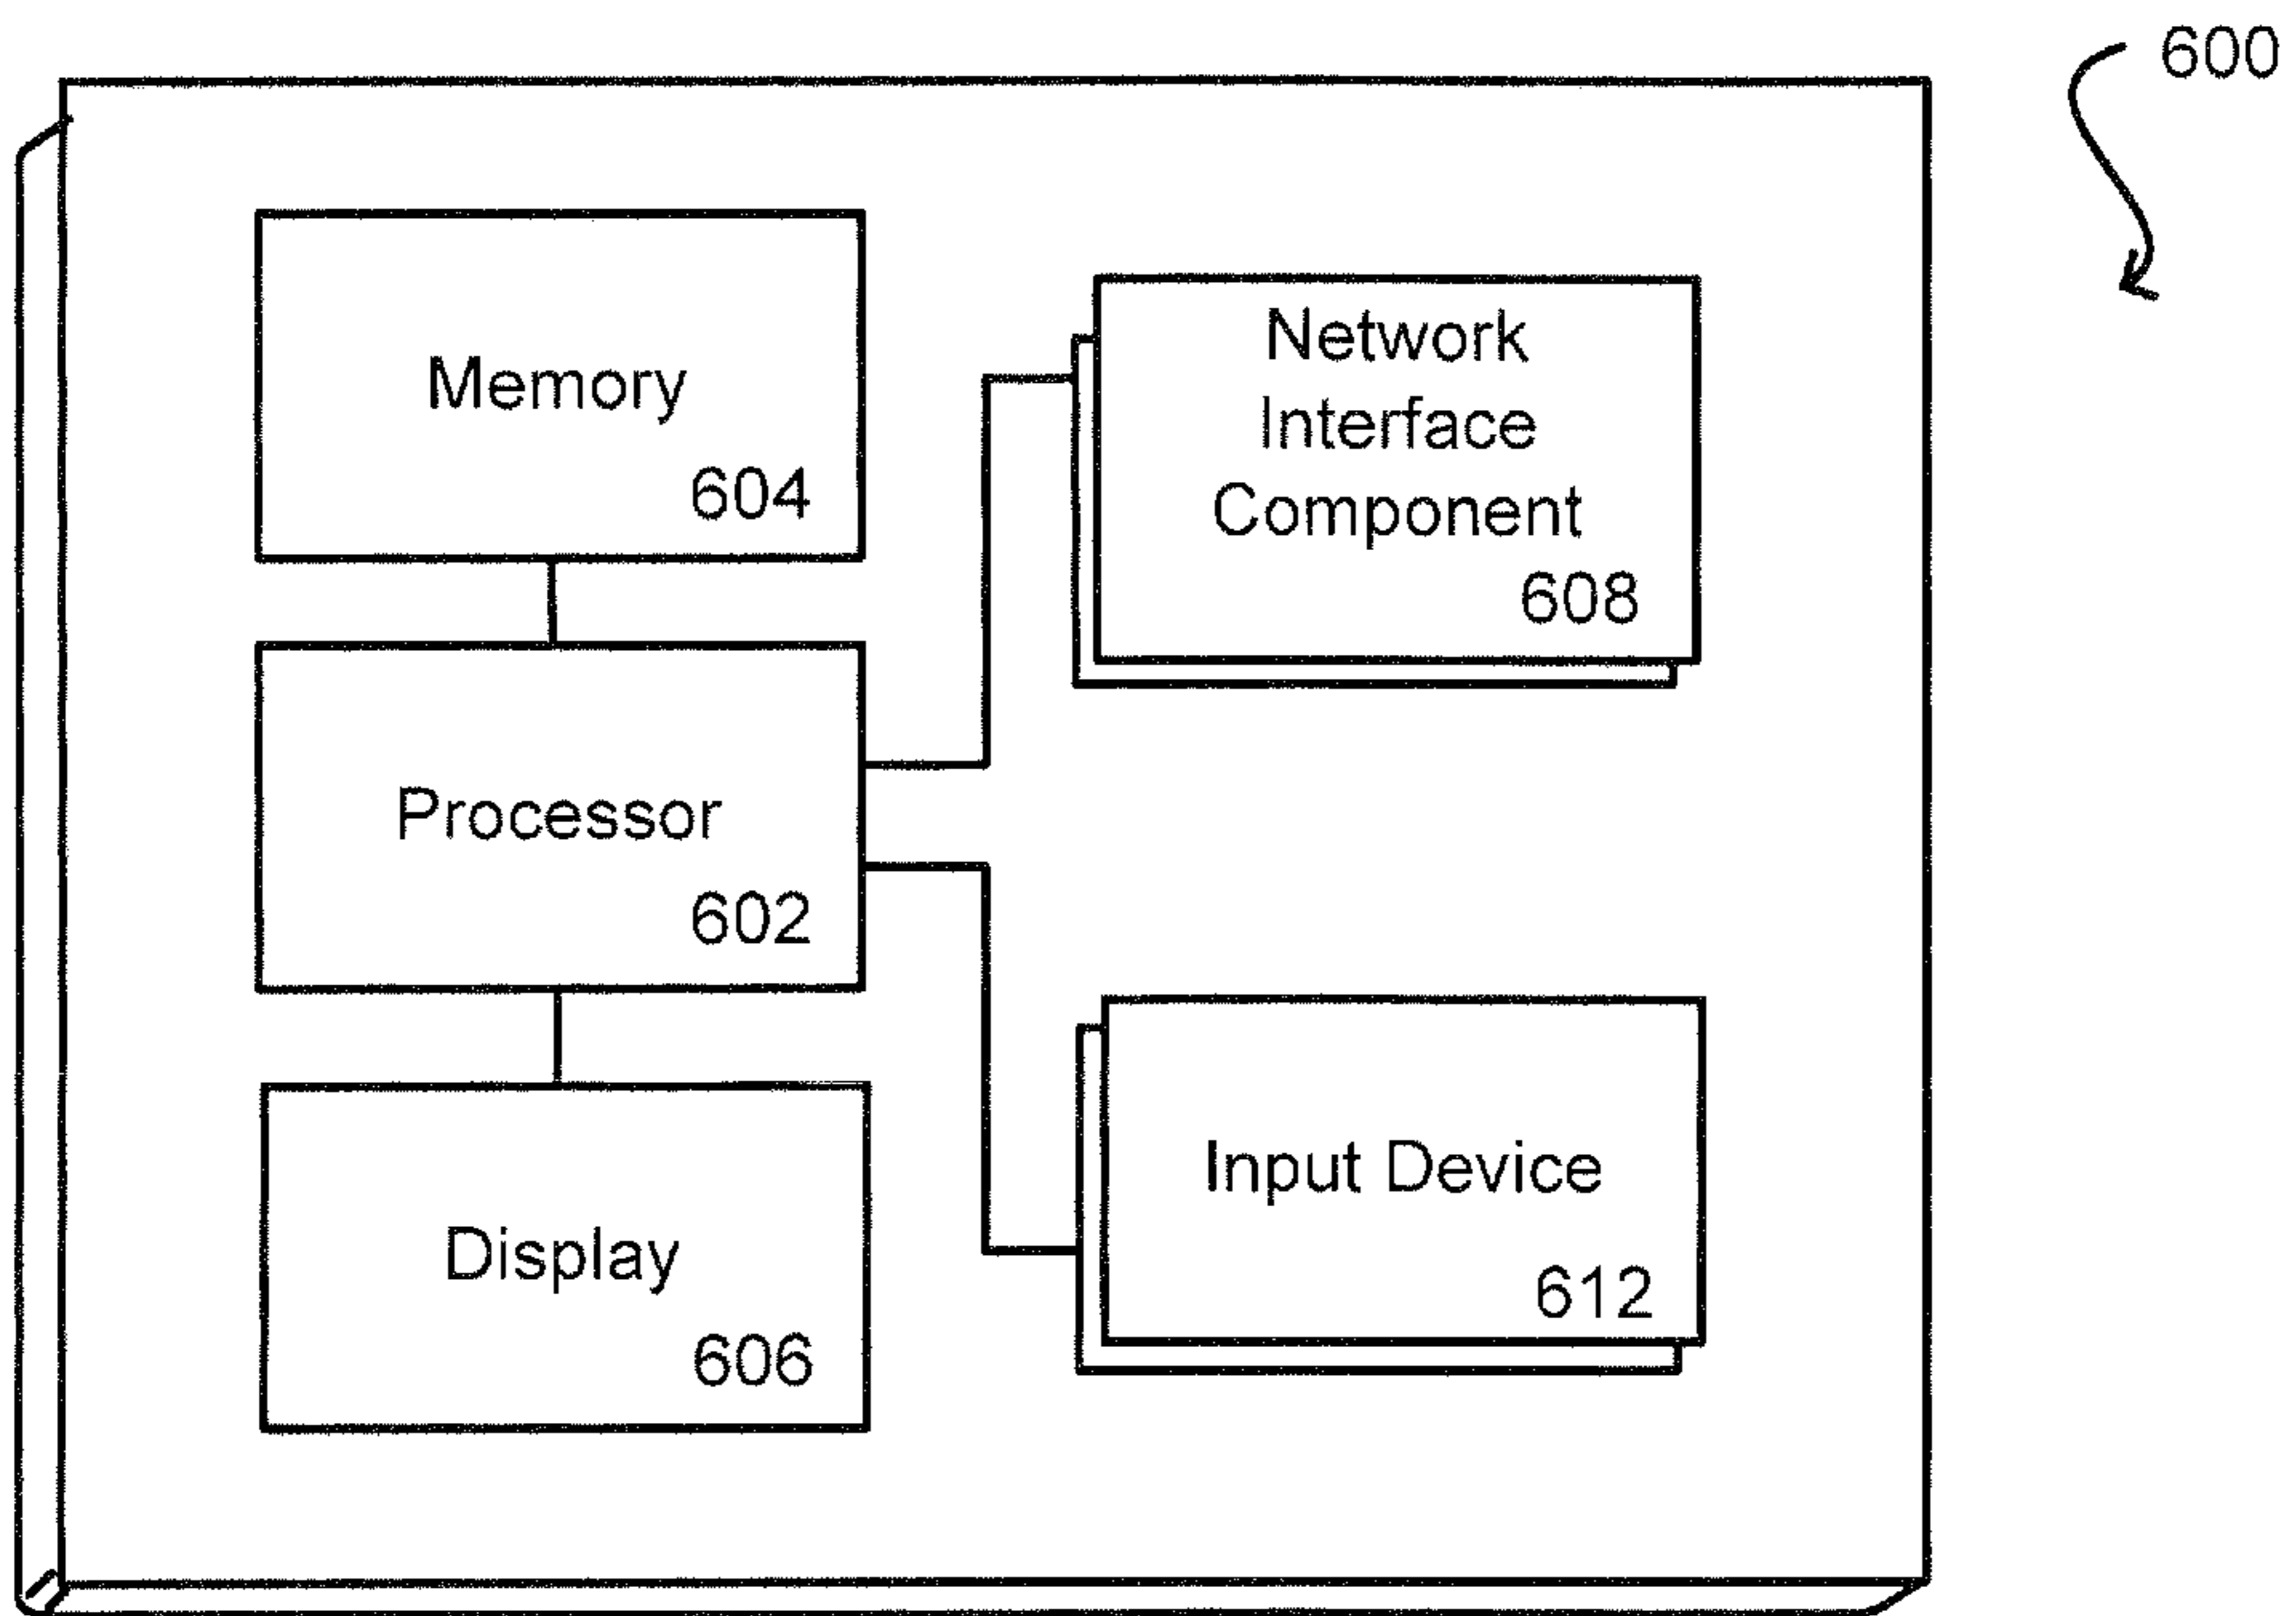 600
Memory
604
Network
Interface
Component
608
Processor
602
Input Device
612
Display
606